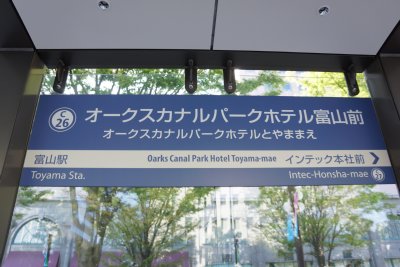 C
26
オークスカナルパークホテル富山前
オークスカナルパークホテルとやままえ
富山駅
Oarks Canal Park Hotel Toyama-mae
インテック本社前
Toyama Sta.
Intec-Honsha-mae